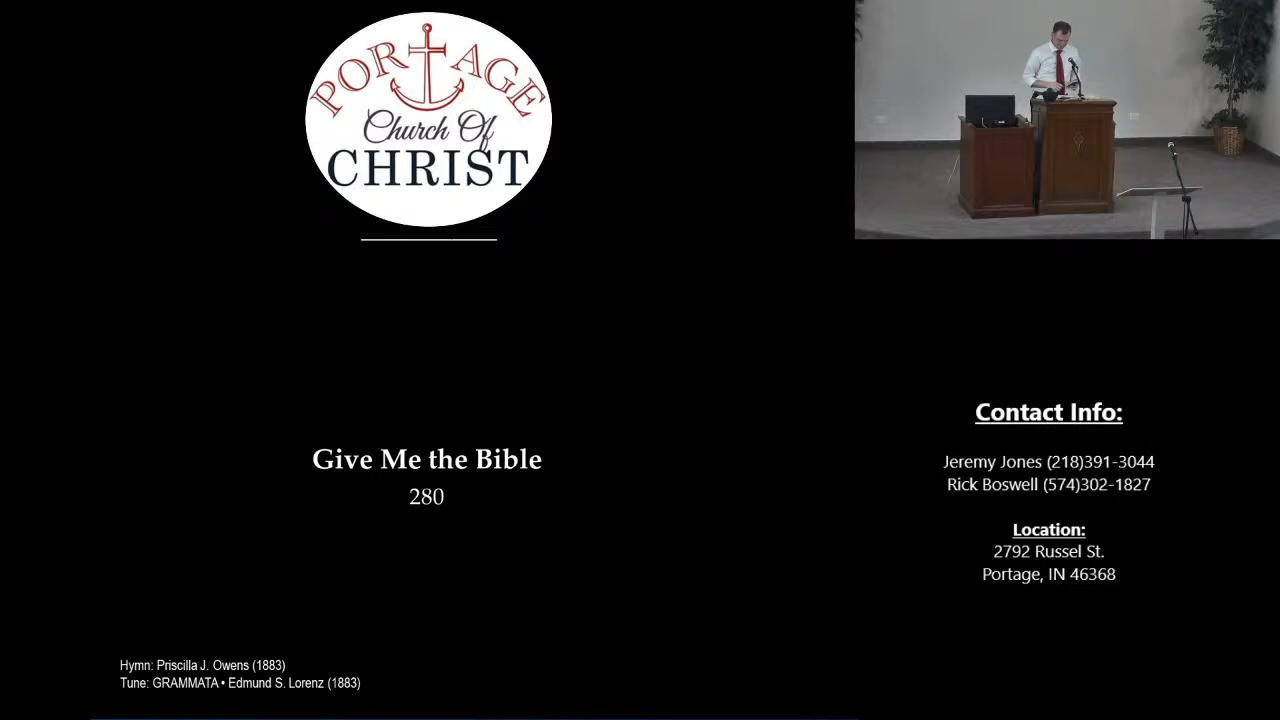 PORTAGE
Church Of
CHRIST
Give Me the Bible
280
Contact Info:
Jeremy Jones (218)391-3044
Rick Boswell (574)302-1827
Location:
2792 Russel St.
Portage, IN 46368
Hymn: Priscilla J. Owens (1883)
Tune: GRAMMATA • Edmund S. Lorenz (1883)